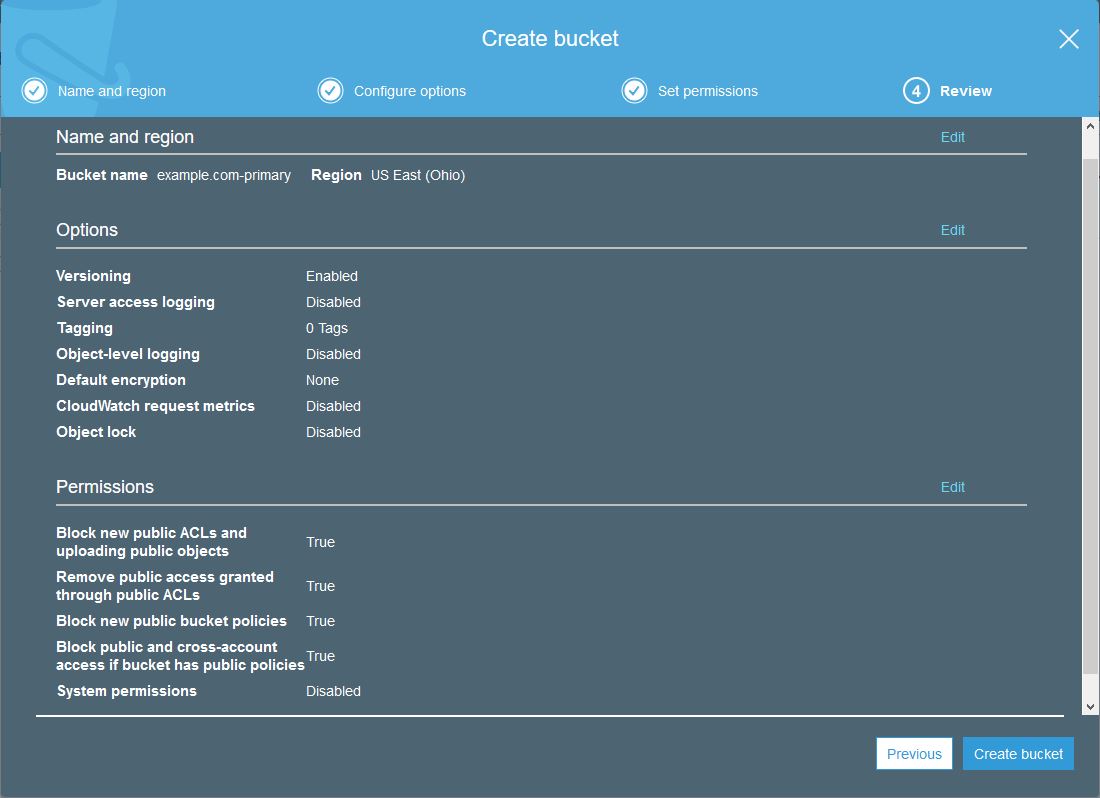 Create bucket
Name and region
Configure options
Set permissions
4 Review
Name and region Edit
Bucket name example.com-primary Region US East (Ohio)
Options Edit
Versioning Enabled
Server access logging Disabled
Tagging 0 Tags
Object-level logging Disabled
Default encryption None
CloudWatch request metrics Disabled
Object lock Disabled
Permissions Edit
Block new public ACLs and
uploading public objects True
Remove public access granted
through public ACLs True
Block new public bucket policies True
Block public and cross-account
access if bucket has public policies True
System permissions Disabled
Previous Create bucket